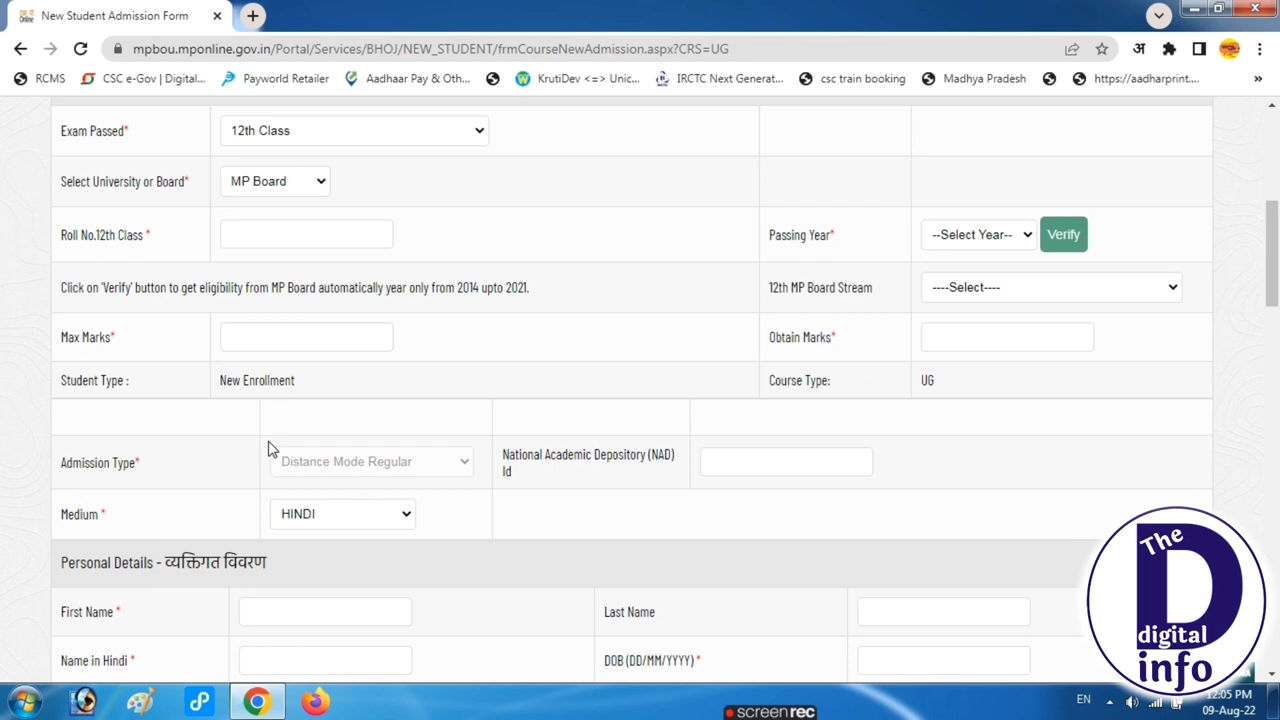 New Student Admission Form
mpbou.mponline.gov.in/Portal/Services/BHOJ/NEW_STUDENT/frmCourseNewAdmission.aspx?CRS=UG
अ
RCMS CSC e-Gov | Digital... Payworld Retailer Aadhaar Pay & Oth... KrutiDev <=> Unic... IRCTC Next Generat... csc train booking Madhya Pradesh https://aadharprint....
Exam Passed* 12th Class
Select University or Board* MP Board
Roll No.12th Class * Passing Year* --Select Year-- Verify
Click on 'Verify' button to get eligibility from MP Board automatically year only from 2014 upto 2021. 12th MP Board Stream ----Select----
Max Marks* Obtain Marks*
Student Type : New Enrollment Course Type: UG
Admission Type* Distance Mode Regular National Academic Depository (NAD)
Id
Medium * HINDI
Personal Details - व्यक्तिगत विवरण
First Name * Last Name
Name in Hindi * DOB (DD/MM/YYYY) *
The
D
digital
info
EN 12:05 PM
09-Aug-22
screen rec